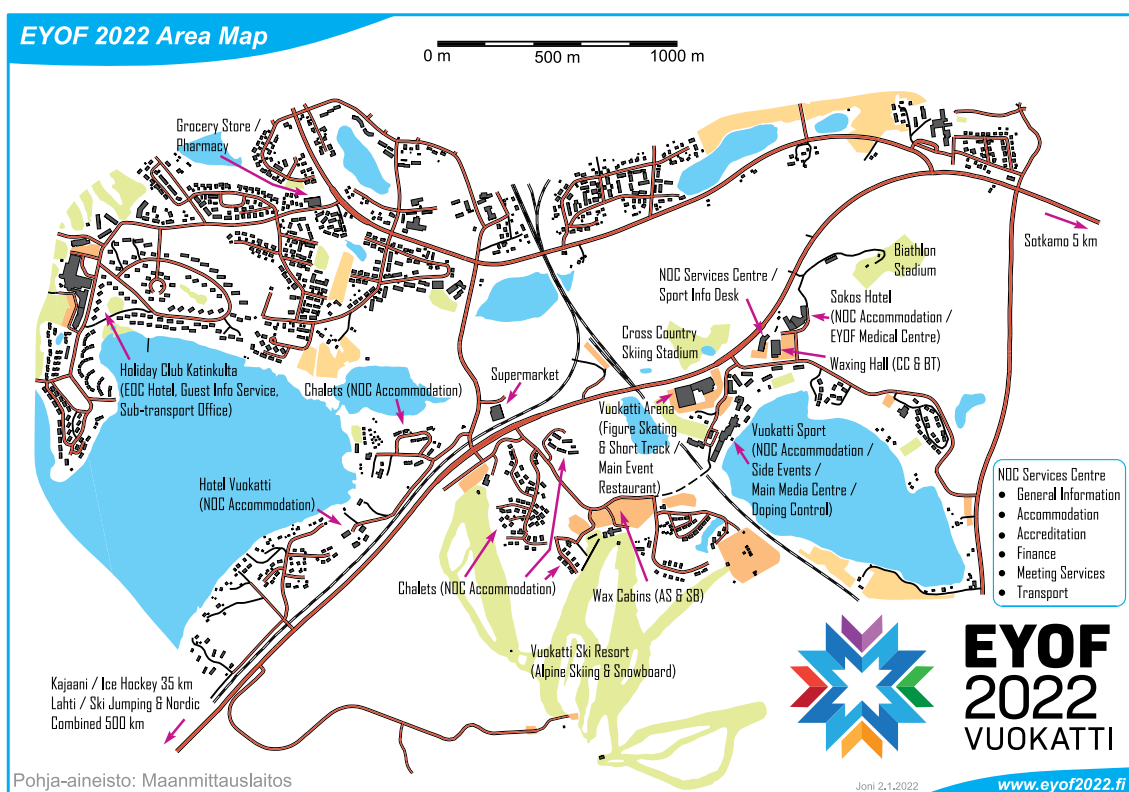 EYOF 2022 Area Map
0 m
500 m
1000 m
Grocery Store /
Pharmacy
Sotkamo 5 km
Biathlon
Stadium
NOC Services Centre /
Sport Info Desk
Sokos Hotel
(NOC Accommodation /
EYOF Medical Centre)
Cross Country
Skiing Stadium
Waxing Hall (CC & BT)
Holiday Club Katinkulta
(EOC Hotel, Guest Info Service,
Sub-transport Office)
Chalets (NOC Accommodation)
Supermarket
Vuokatti Arena
(Figure Skating
& Short Track /
Main Event
Restaurant)
Vuokatti Sport
(NOC Accommodation /
Side Events /
Main Media Centre /
Doping Control)
Hotel Vuokatti
(NOC Accommodation)
NOC Services Centre
● General Information
● Accommodation
● Accreditation
● Finance
● Meeting Services
● Transport
Chalets (NOC Accommodation)
Wax Cabins (AS & SB)
Vuokatti Ski Resort
(Alpine Skiing & Snowboard)
Kajaani / Ice Hockey 35 km
Lahti / Ski Jumping & Nordic
Combined 500 km
EYOF
2022
VUOKATTI
Pohja-aineisto: Maanmittauslaitos
Joni 2.1.2022
www.eyof2022.fi